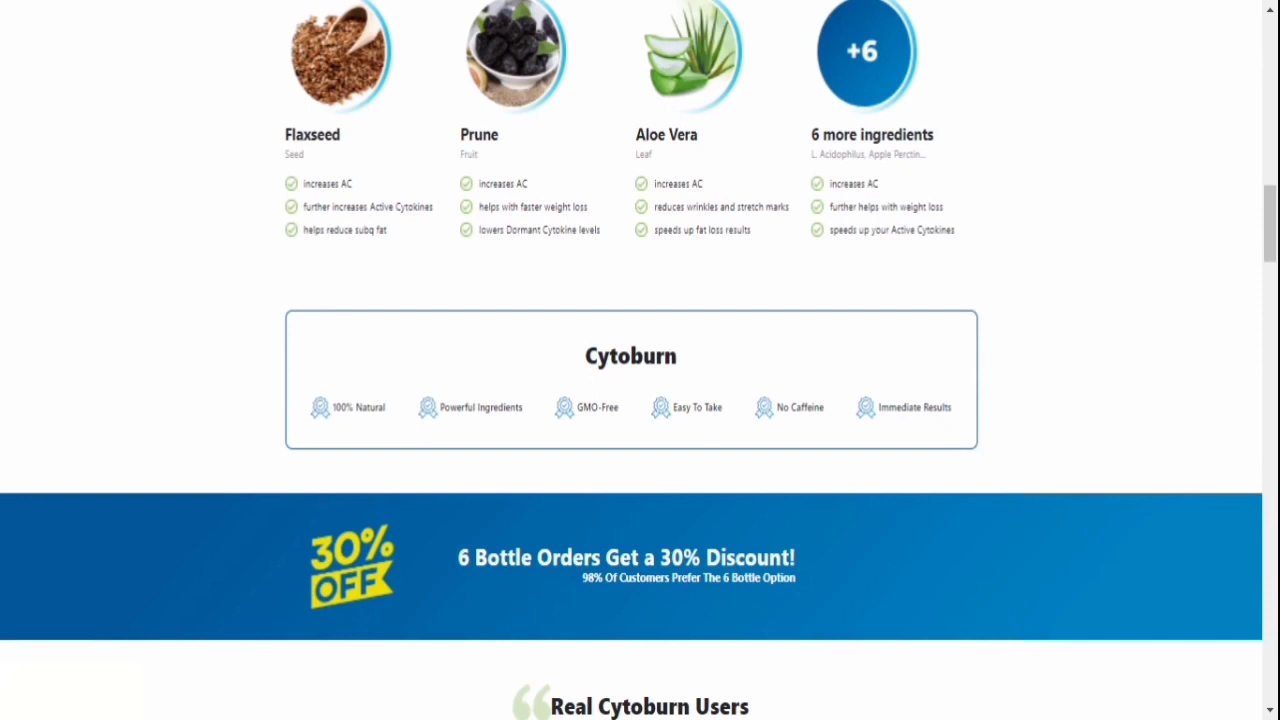 +6
Flaxseed
Seed
increases AC
further increases Active Cytokines
helps reduce subq fat
Prune
Fruit
increases AC
helps with faster weight loss
lowers Dormant Cytokine levels
Aloe Vera
Leaf
increases AC
reduces wrinkles and stretch marks
speeds up fat loss results
6 more ingredients
L. Acidophilus, Apple Perctin...
increases AC
further helps with weight loss
speeds up your Active Cytokines
Cytoburn
100% Natural
Powerful Ingredients
GMO-Free
Easy To Take
No Caffeine
Immediate Results
30%
OFF
6 Bottle Orders Get a 30% Discount!
98% Of Customers Prefer The 6 Bottle Option
Real Cytoburn Users